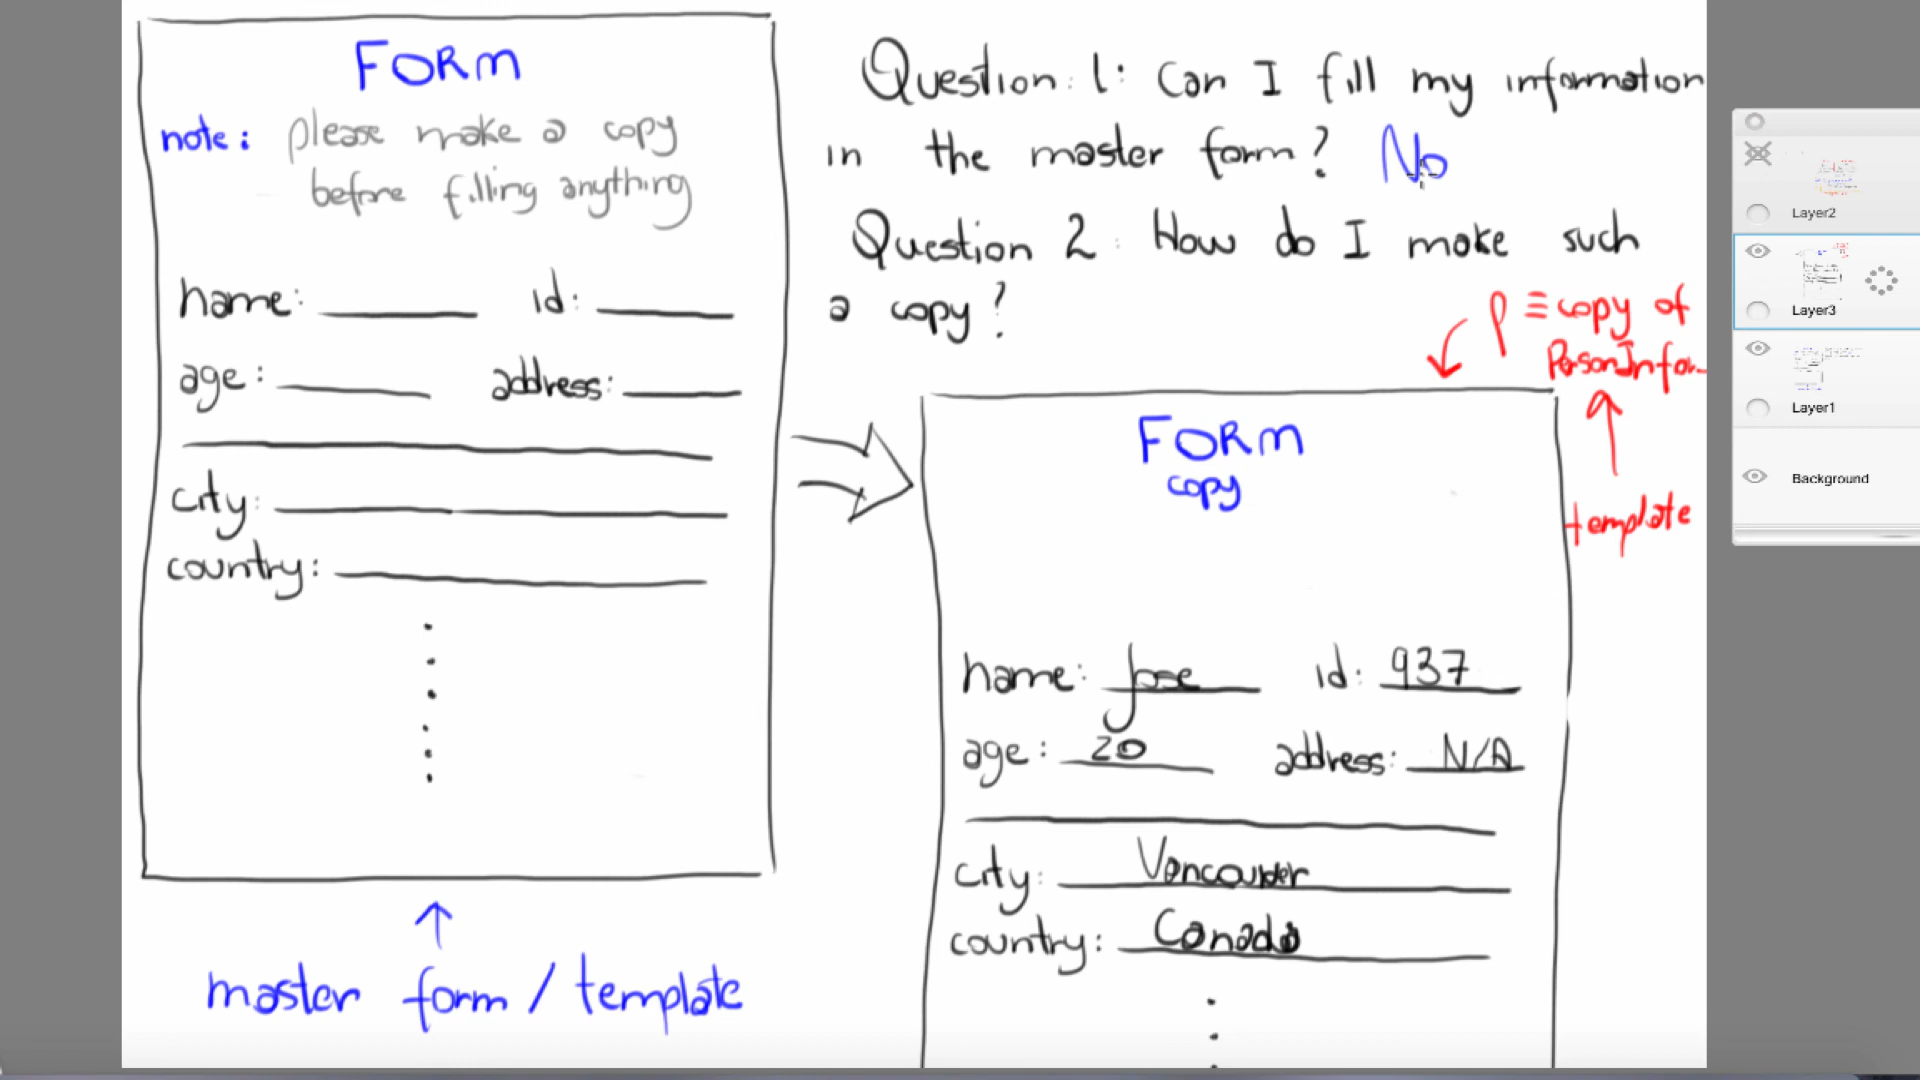 FORM
note: please make a copy
before filling anything
name: id:
age: address:
city:
country:
master form / template
Question 1: Can I fill my information
in the master form? No
Question 2: How do I make such
a copy?
p ≡ copy of
PersonInfo...
template
FORM
copy
name: Jose id: 937
age: 20 address: N/A
city: Vancouver
country: Canada
Layer2
Layer3
Layer1
Background